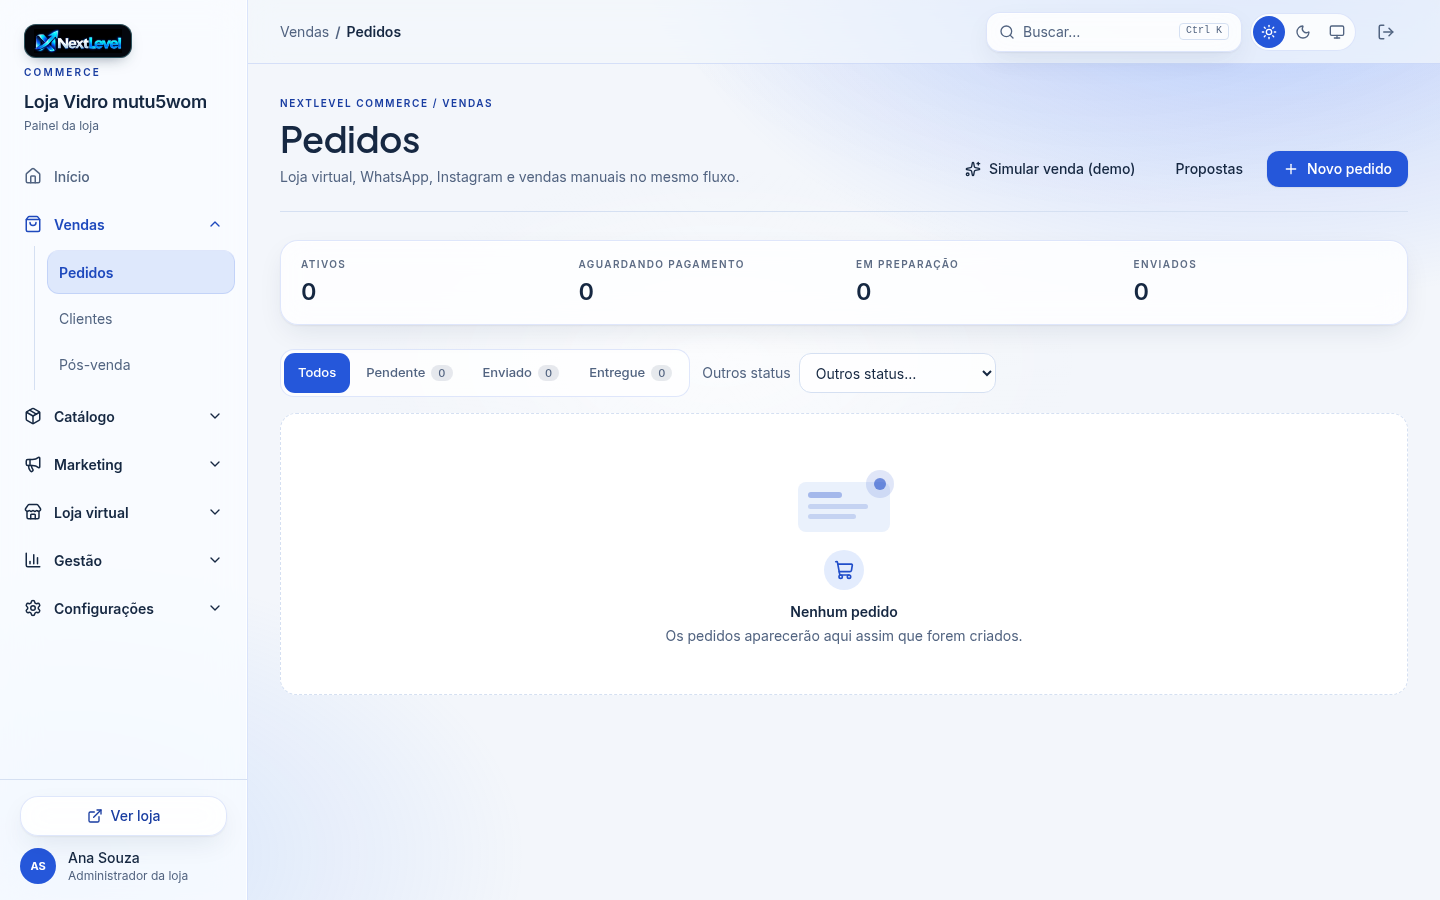 NextLevel
COMMERCE
Loja Vidro mutu5wom
Painel da loja
Início
Vendas
Pedidos
Clientes
Pós-venda
Catálogo
Marketing
Loja virtual
Gestão
Configurações
Ver loja
AS
Ana Souza
Administrador da loja
Vendas / Pedidos
Buscar...
Ctrl K
NEXTLEVEL COMMERCE / VENDAS
Pedidos
Loja virtual, WhatsApp, Instagram e vendas manuais no mesmo fluxo.
Simular venda (demo)
Propostas
Novo pedido
ATIVOS
0
AGUARDANDO PAGAMENTO
0
EM PREPARAÇÃO
0
ENVIADOS
0
Todos
Pendente 0
Enviado 0
Entregue 0
Outros status
Outros status...
Nenhum pedido
Os pedidos aparecerão aqui assim que forem criados.